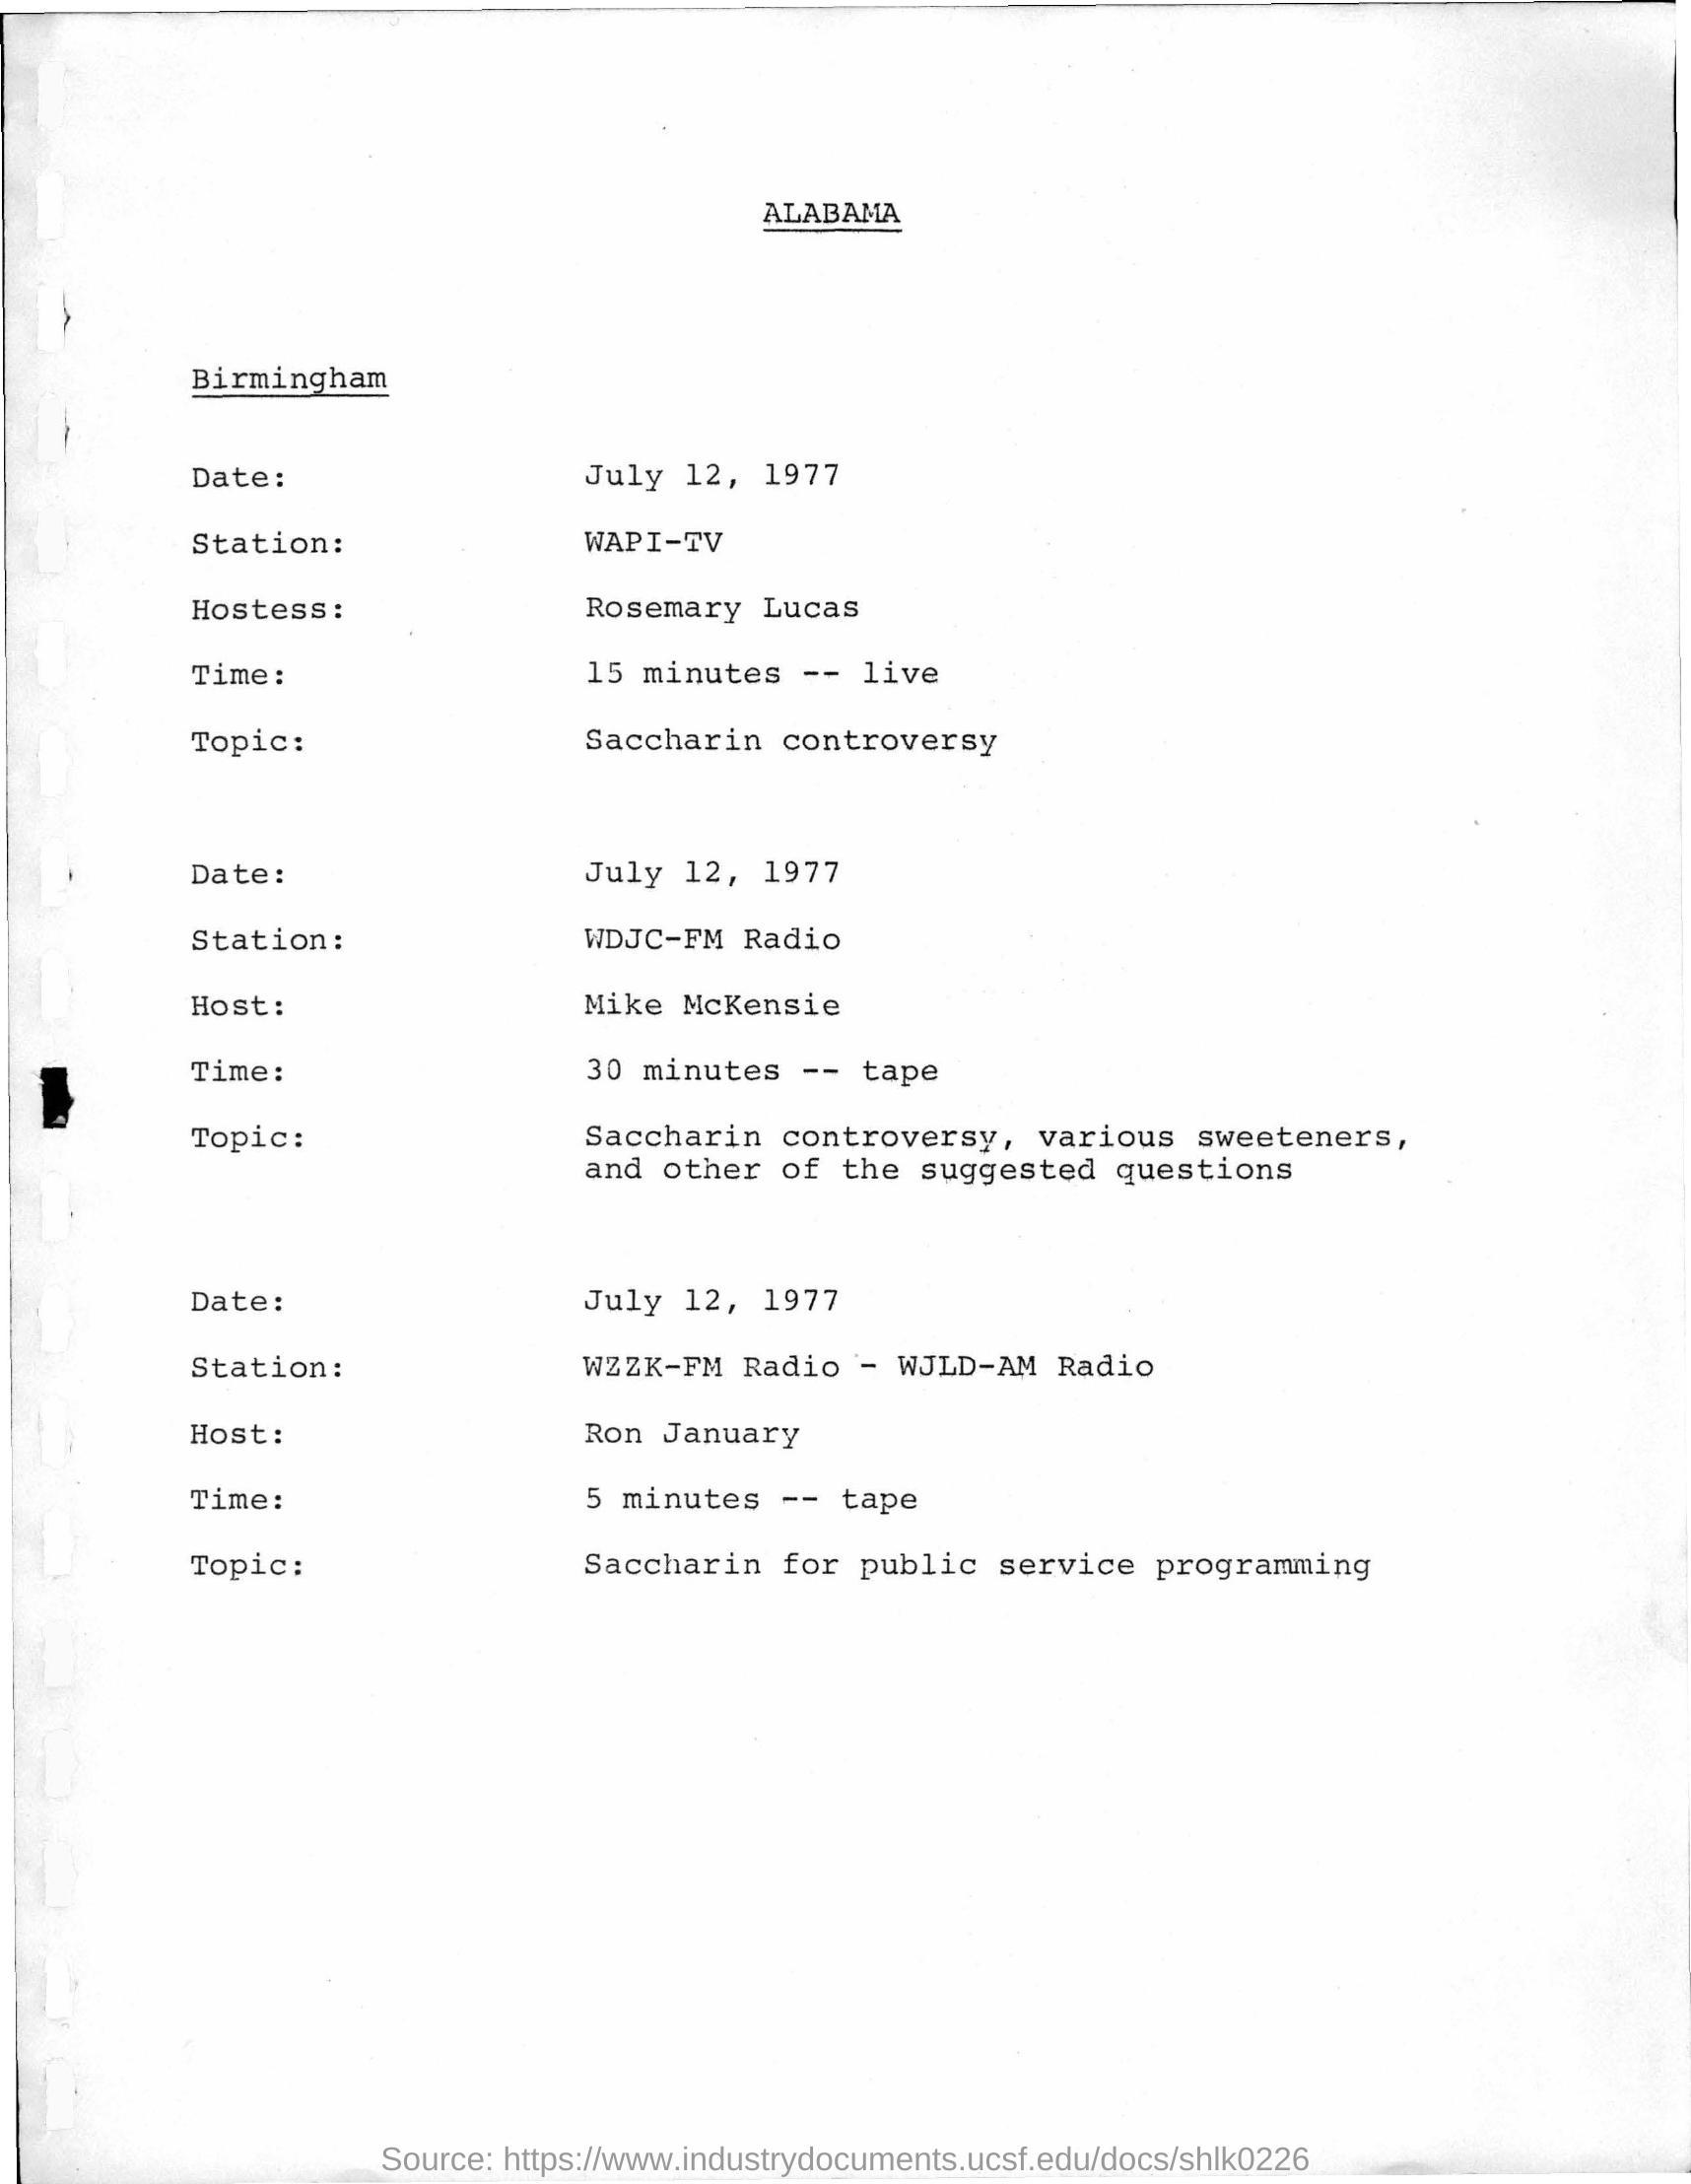 ALABAMA
Birmingham
Date: July 12, 1977
Station: WAPI-TV
Hostess: Rosemary Lucas
Time: 15 minutes -- live
Topic: Saccharin controversy
Date: July 12, 1977
Station: WDJC-FM Radio
Host: Mike McKensie
Time: 30 minutes -- tape
Topic: Saccharin controversy, various sweeteners,
and other of the suggested questions
Date: July 12, 1977
Station: WZZK-FM Radio - WJLD-AM Radio
Host: Ron January
Time: 5 minutes -- tape
Topic: Saccharin for public service programming
Source: https://www.industrydocuments.ucsf.edu/docs/shlk0226